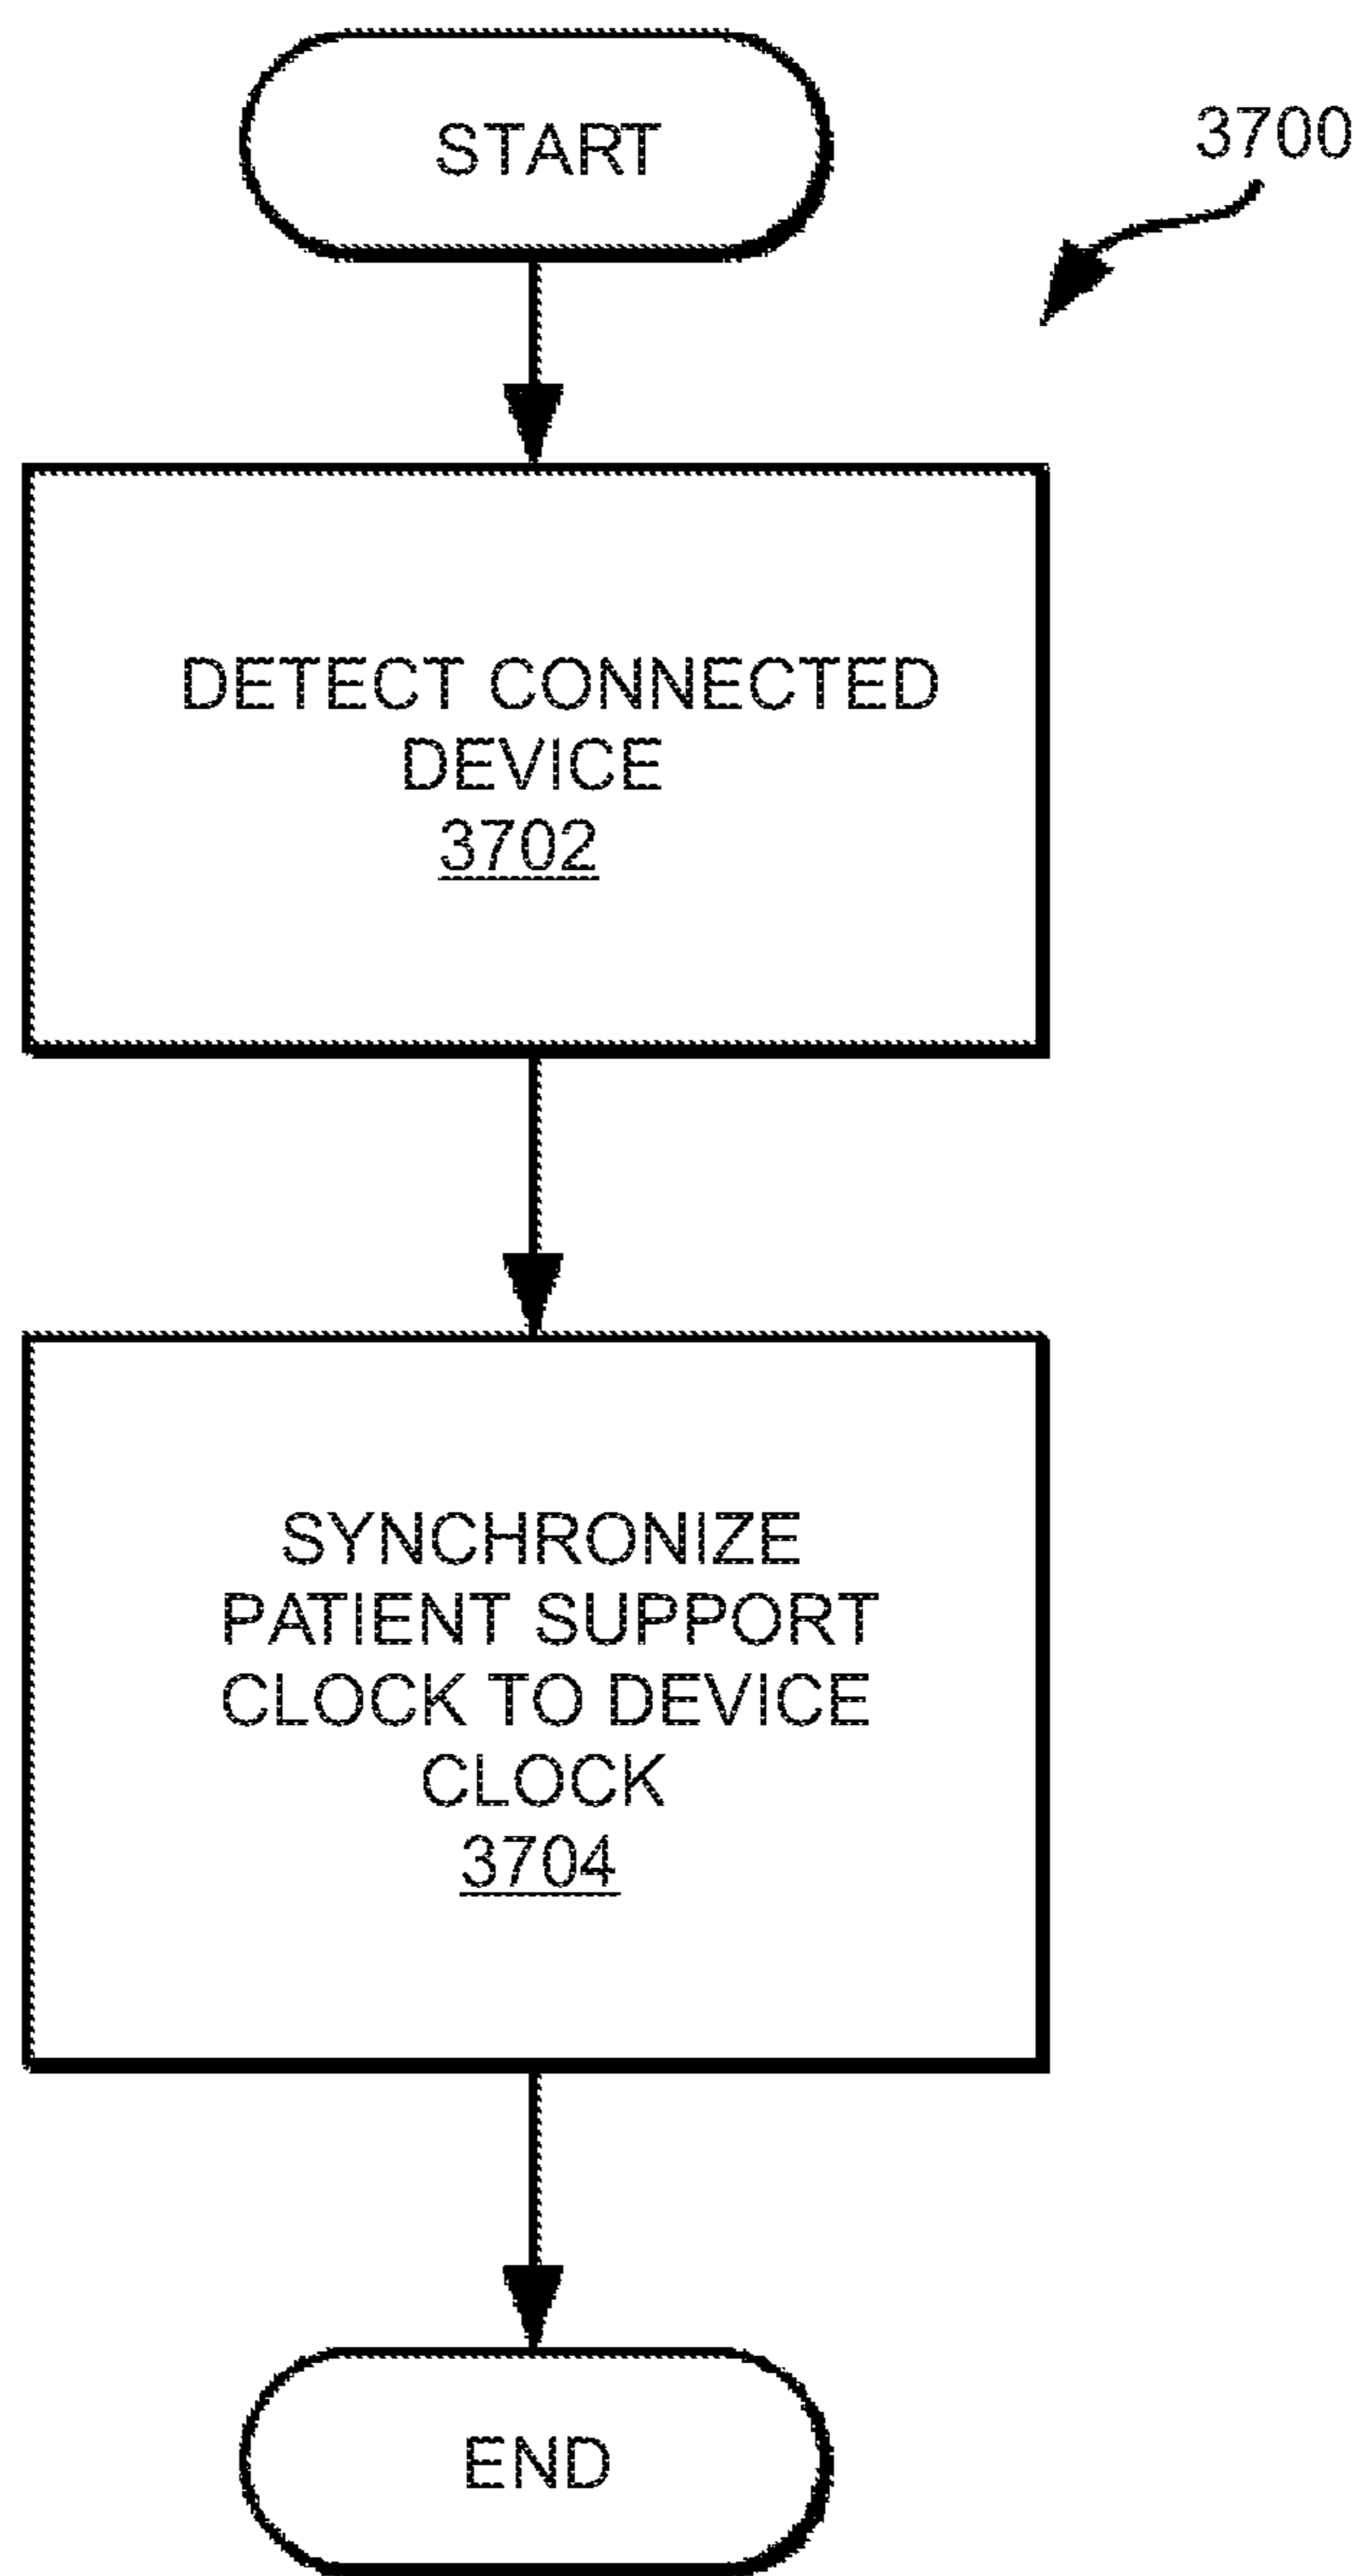 START
3700
DETECT CONNECTED
DEVICE
3702
SYNCHRONIZE
PATIENT SUPPORT
CLOCK TO DEVICE
CLOCK
3704
END